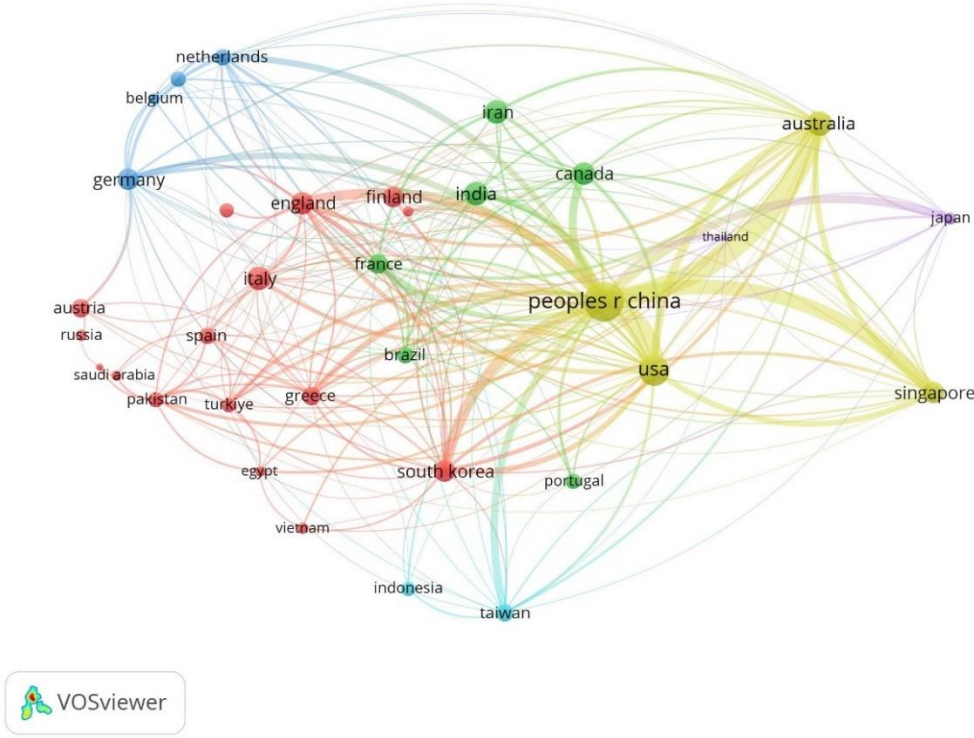 netherlands
belgium
iran
australia
canada
germany
finland
india
england
japan
thailand
france
italy
peoples r china
austria
russia
spain
brazil
saudi arabia
usa
pakistan
turkiye
greece
singapore
egypt
south korea
portugal
vietnam
indonesia
taiwan
VOSviewer